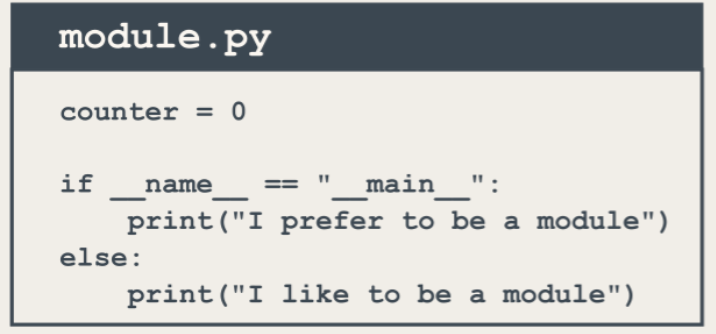 module.py
counter = 0
if __name__ == "__main__":
    print("I prefer to be a module")
else:
    print("I like to be a module")